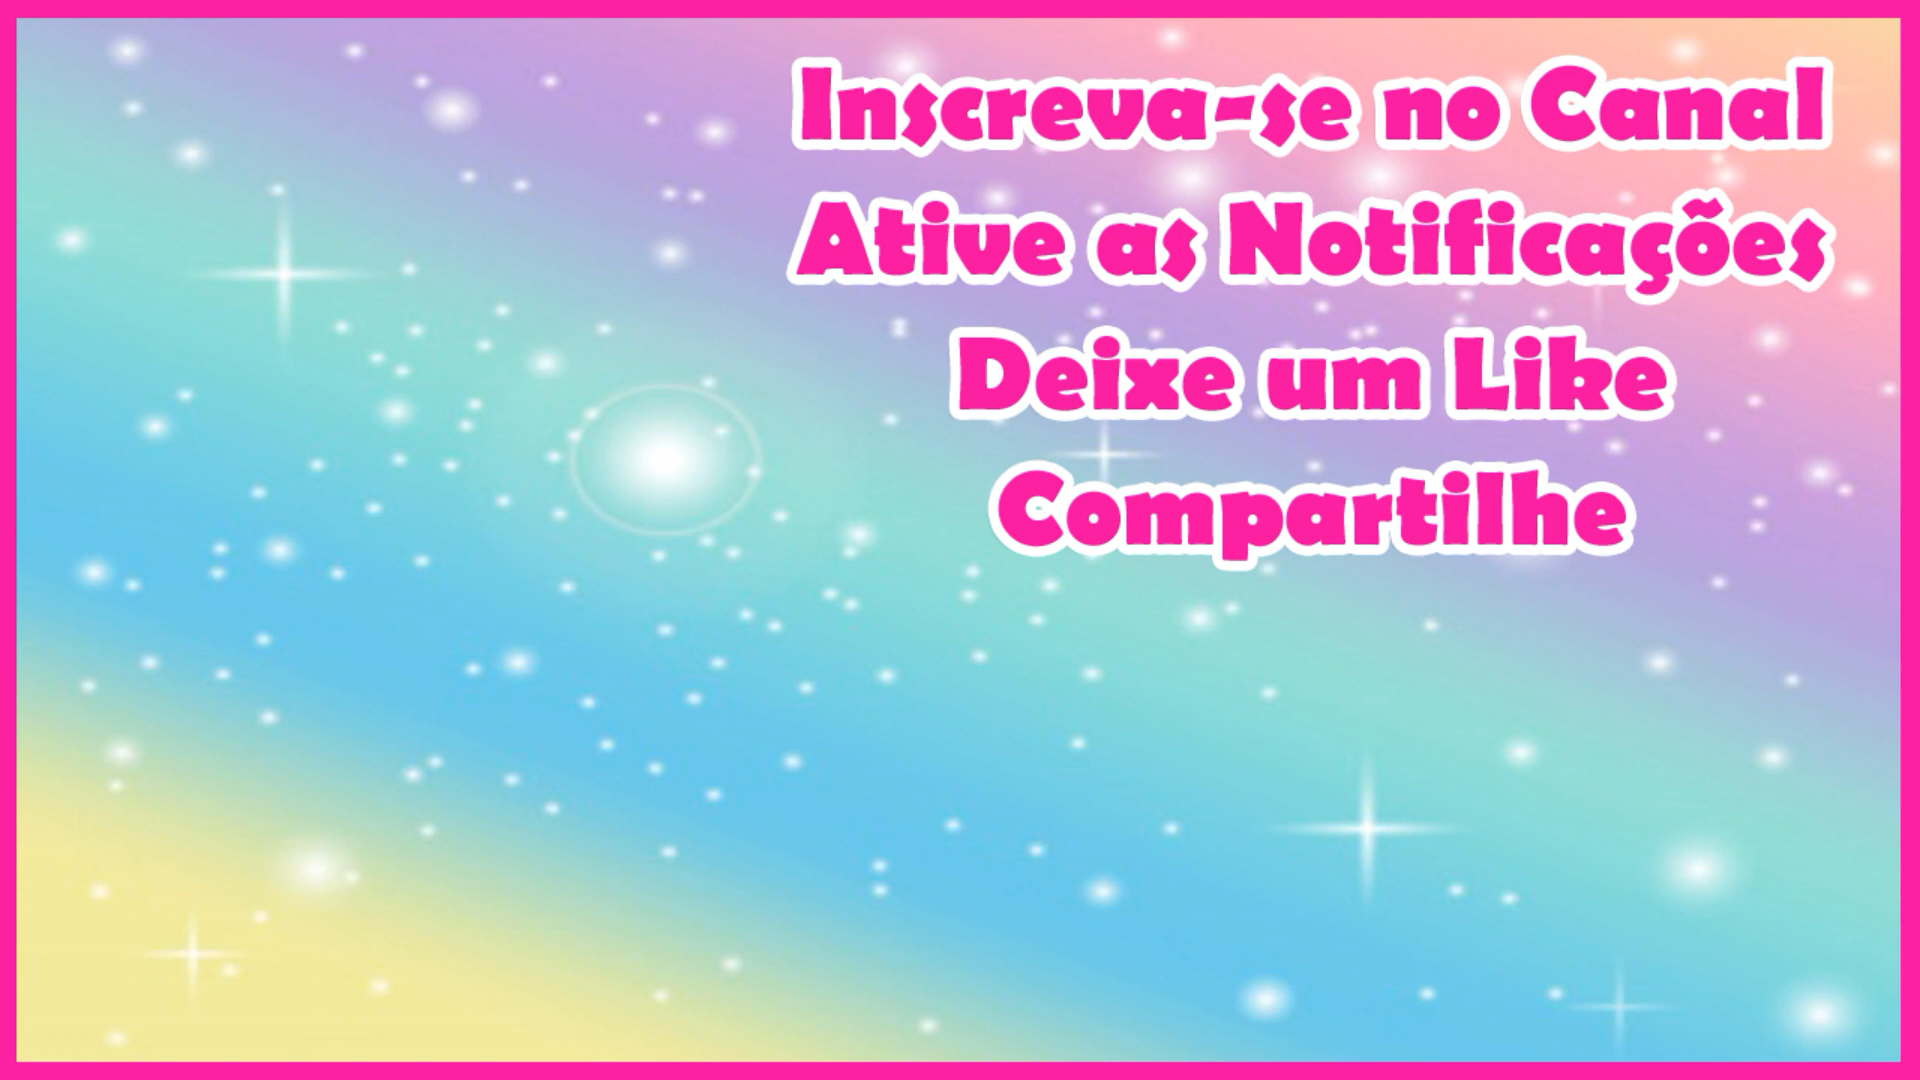 Inscreva-se no Canal
Ative as Notificações
Deixe um Like
Compartilhe